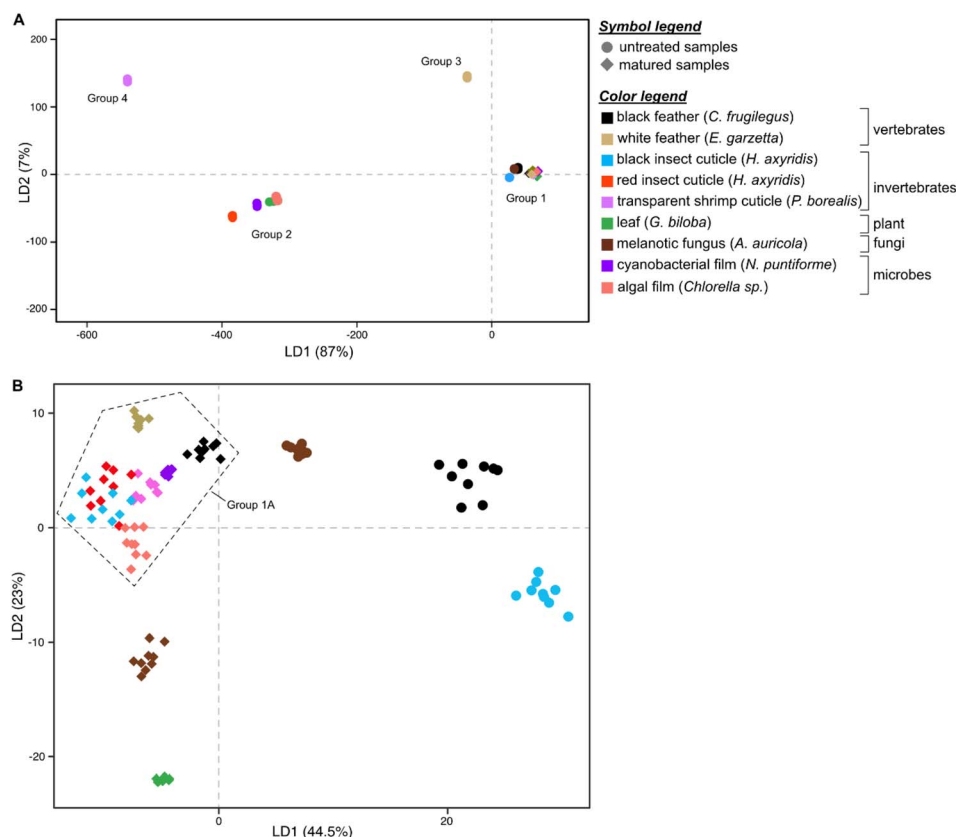 A
200
100
0
-100
-200
LD2 (7%)
Group 4
Group 3
Group 2
Group 1
-600
-400
-200
0
LD1 (87%)
Symbol legend
untreated samples
matured samples
Color legend
black feather (C. frugilegus)
white feather (E. garzetta)
vertebrates
black insect cuticle (H. axyridis)
red insect cuticle (H. axyridis)
transparent shrimp cuticle (P. borealis)
invertebrates
leaf (G. biloba)
plant
melanotic fungus (A. auricola)
fungi
cyanobacterial film (N. puntiforme)
algal film (Chlorella sp.)
microbes
B
10
0
-10
-20
LD2 (23%)
Group 1A
0
20
LD1 (44.5%)